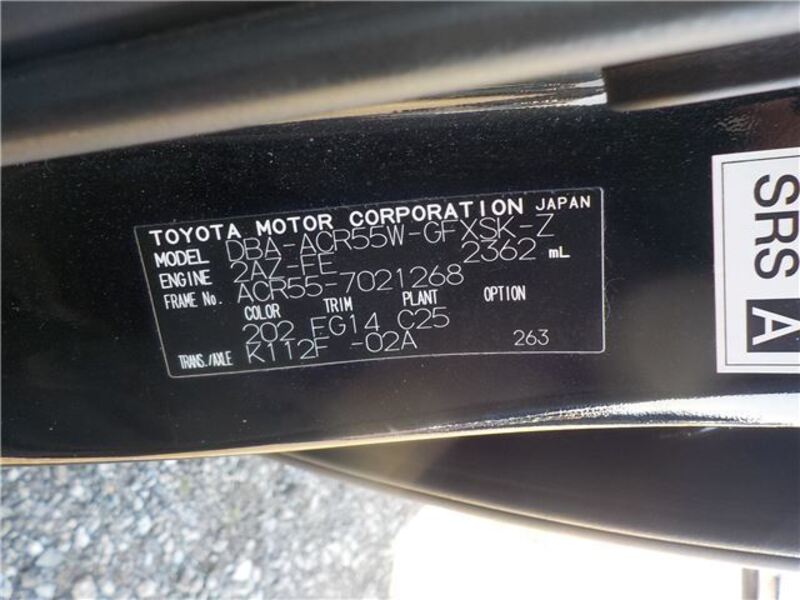 TOYOTA MOTOR CORPORATION JAPAN
MODEL DBA-ACR55W-GFXSK-Z
ENGINE 2AZ-FE 2362 mL
FRAME No. ACR55-7021268
COLOR TRIM PLANT OPTION
202 FG14 C25
TRANS./AXLE K112F -02A 263
SRS A